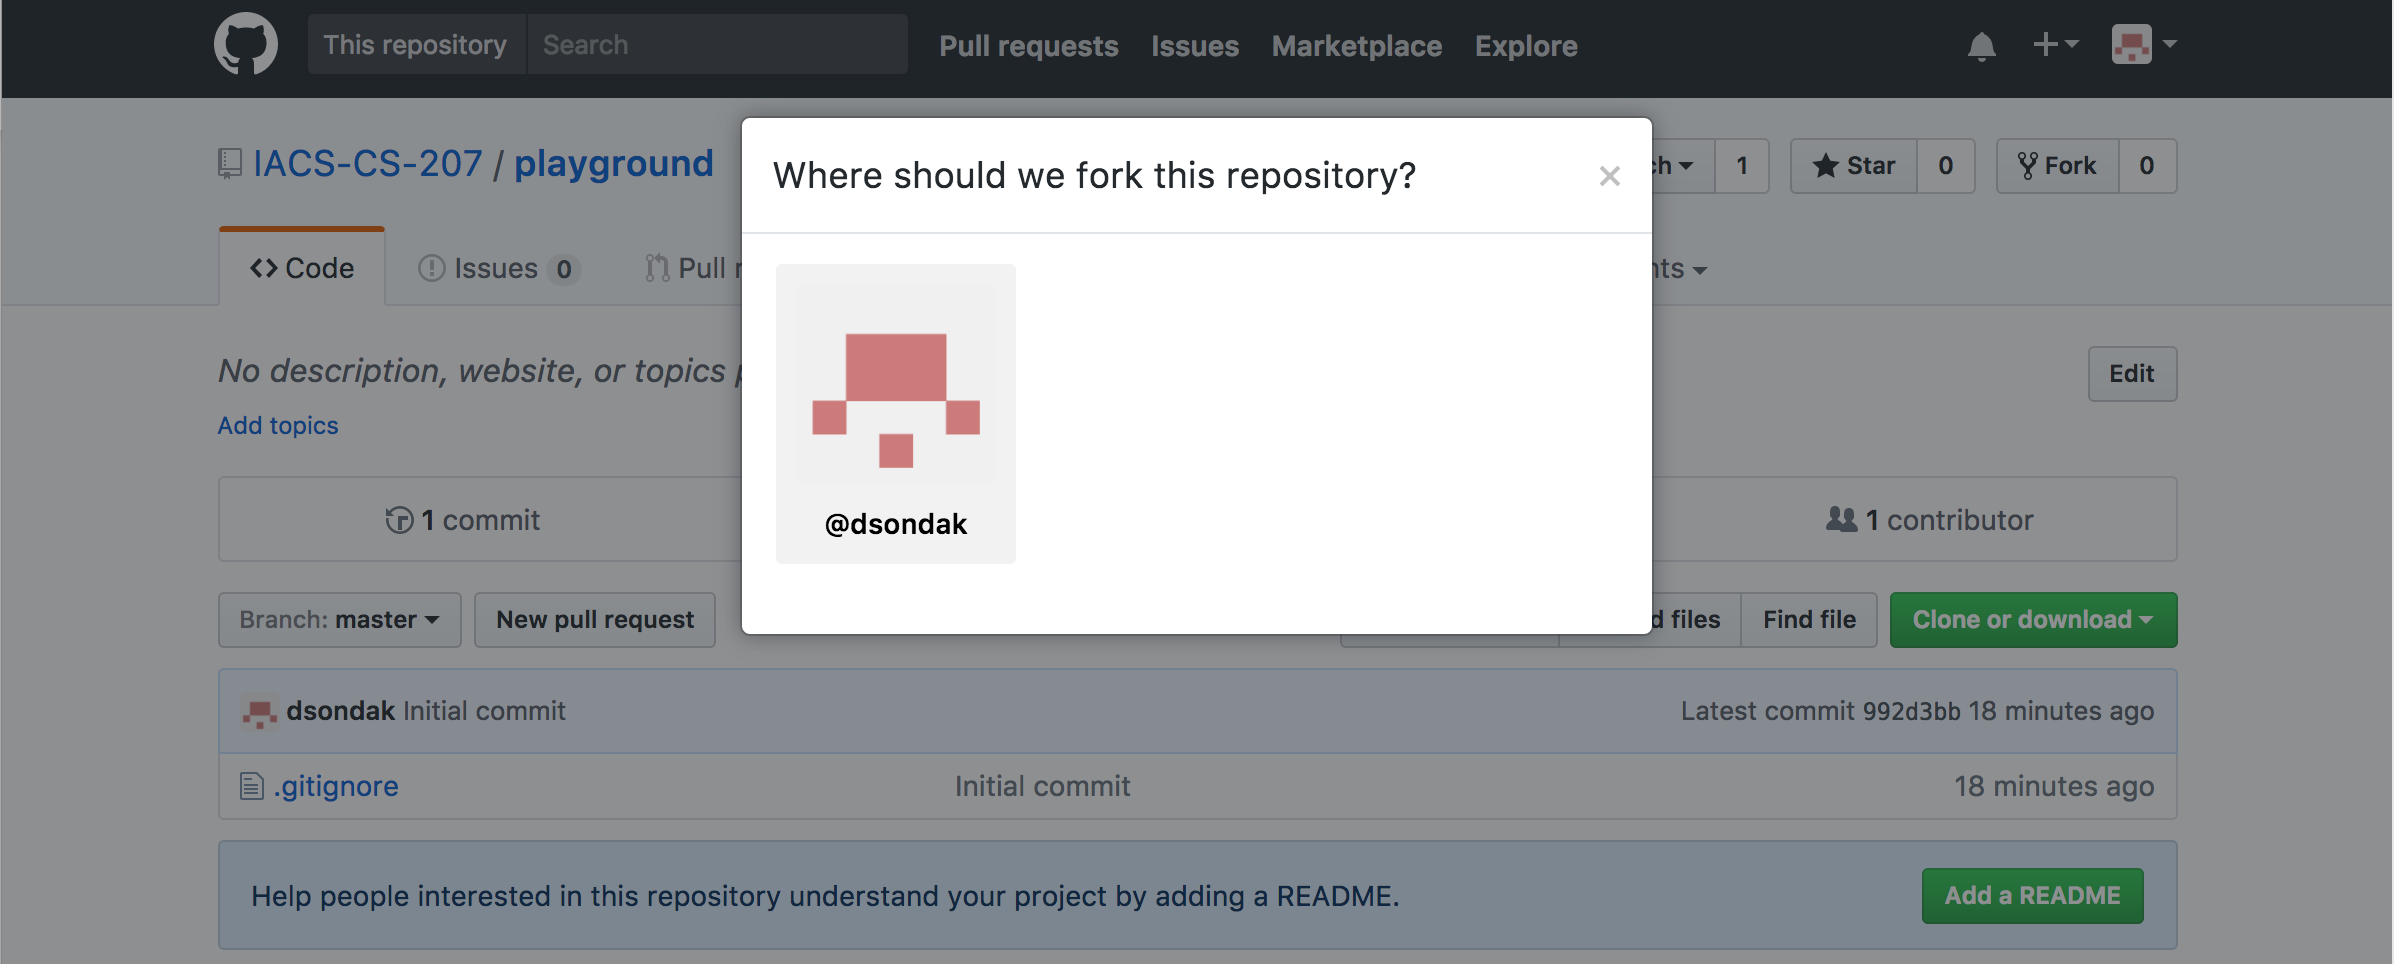 This repository Search Pull requests Issues Marketplace Explore
IACS-CS-207 / playground
Where should we fork this repository? ×
1 Star 0 Fork 0
Code Issues 0 Pull
No description, website, or topics
Add topics
Edit
@dsondak
1 commit
1 contributor
Branch: master New pull request
files Find file Clone or download
dsondak Initial commit Latest commit 992d3bb 18 minutes ago
.gitignore Initial commit 18 minutes ago
Help people interested in this repository understand your project by adding a README. Add a README